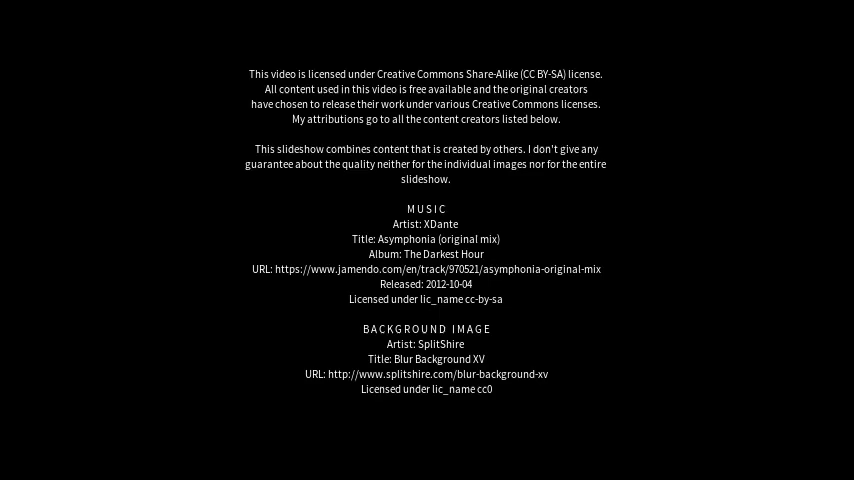 This video is licensed under Creative Commons Share-Alike (CC BY-SA) license.
All content used in this video is free available and the original creators
have chosen to release their work under various Creative Commons licenses.
My attributions go to all the content creators listed below.
This slideshow combines content that is created by others. I don't give any
guarantee about the quality neither for the individual images nor for the entire
slideshow.
MUSIC
Artist: XDante
Title: Asymphonia (original mix)
Album: The Darkest Hour
URL: https://www.jamendo.com/en/track/970521/asymphonia-original-mix
Released: 2012-10-04
Licensed under lic_name cc-by-sa
BACKGROUND IMAGE
Artist: SplitShire
Title: Blur Background XV
URL: http://www.splitshire.com/blur-background-xv
Licensed under lic_name cc0